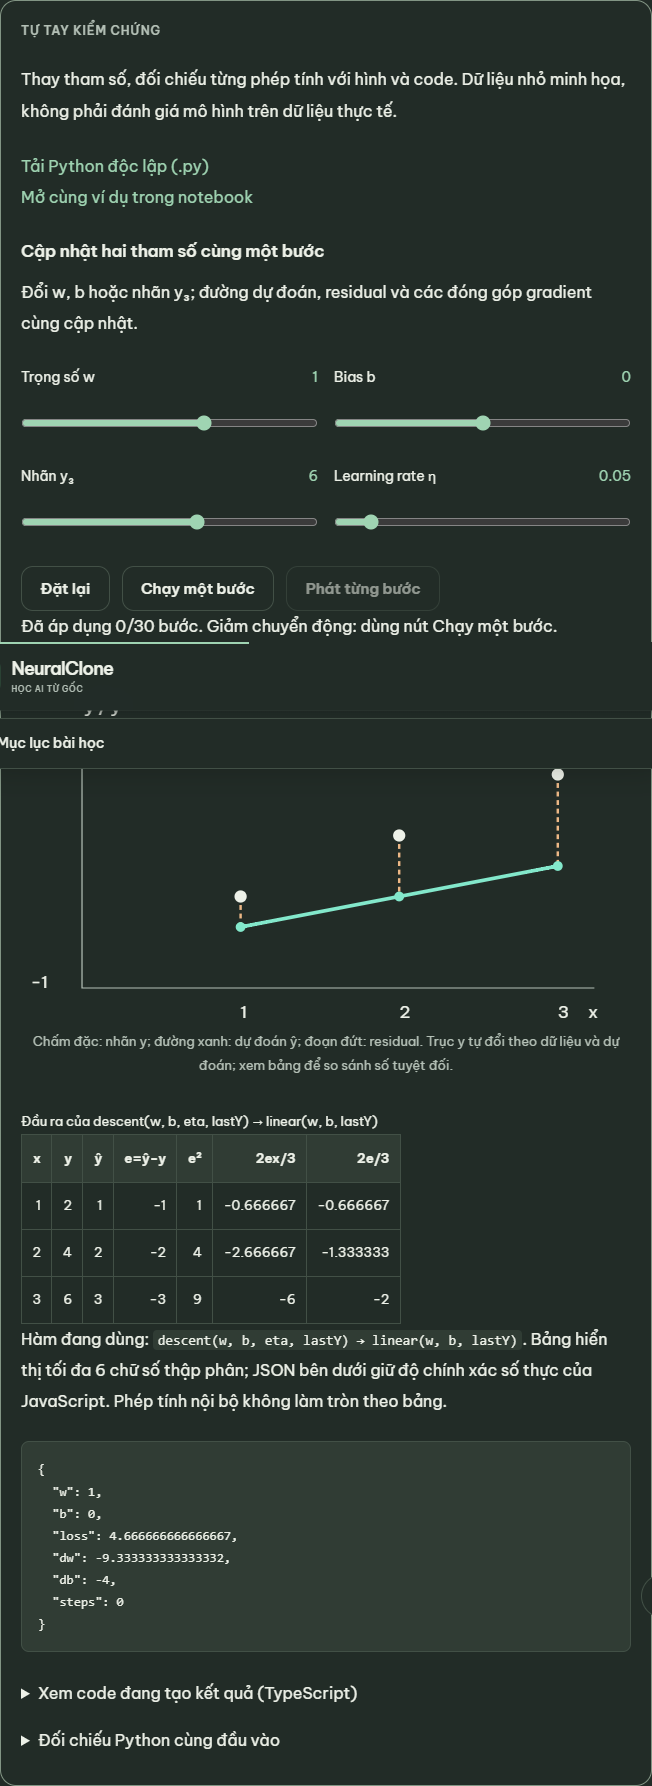 TỰ TAY KIỂM CHỨNG
Thay tham số, đối chiếu từng phép tính với hình và code. Dữ liệu nhỏ minh họa,
không phải đánh giá mô hình trên dữ liệu thực tế.
Tải Python độc lập (.py)
Mở cùng ví dụ trong notebook
Cập nhật hai tham số cùng một bước
Đổi w, b hoặc nhãn y₃; đường dự đoán, residual và các đóng góp gradient
cùng cập nhật.
Trọng số w 1 Bias b 0
Nhãn y₃ 6 Learning rate η 0.05
Đặt lại Chạy một bước Phát từng bước
Đã áp dụng 0/30 bước. Giảm chuyển động: dùng nút Chạy một bước.
NeuralClone
HỌC AI TỪ GỐC
Mục lục bài học
-1
1 2 3 x
Chấm đặc: nhãn y; đường xanh: dự đoán ŷ; đoạn đứt: residual. Trục y tự đổi theo dữ liệu và dự
đoán; xem bảng để so sánh số tuyệt đối.
Đầu ra của descent(w, b, eta, lastY) → linear(w, b, lastY)
x y ŷ e=ŷ-y e² 2ex/3 2e/3
1 2 1 -1 1 -0.666667 -0.666667
2 4 2 -2 4 -2.666667 -1.333333
3 6 3 -3 9 -6 -2
Hàm đang dùng: descent(w, b, eta, lastY) → linear(w, b, lastY). Bảng hiển
thị tối đa 6 chữ số thập phân; JSON bên dưới giữ độ chính xác số thực của
JavaScript. Phép tính nội bộ không làm tròn theo bảng.
{
"w": 1,
"b": 0,
"loss": 4.666666666666667,
"dw": -9.333333333333332,
"db": -4,
"steps": 0
}
▶ Xem code đang tạo kết quả (TypeScript)
▶ Đối chiếu Python cùng đầu vào